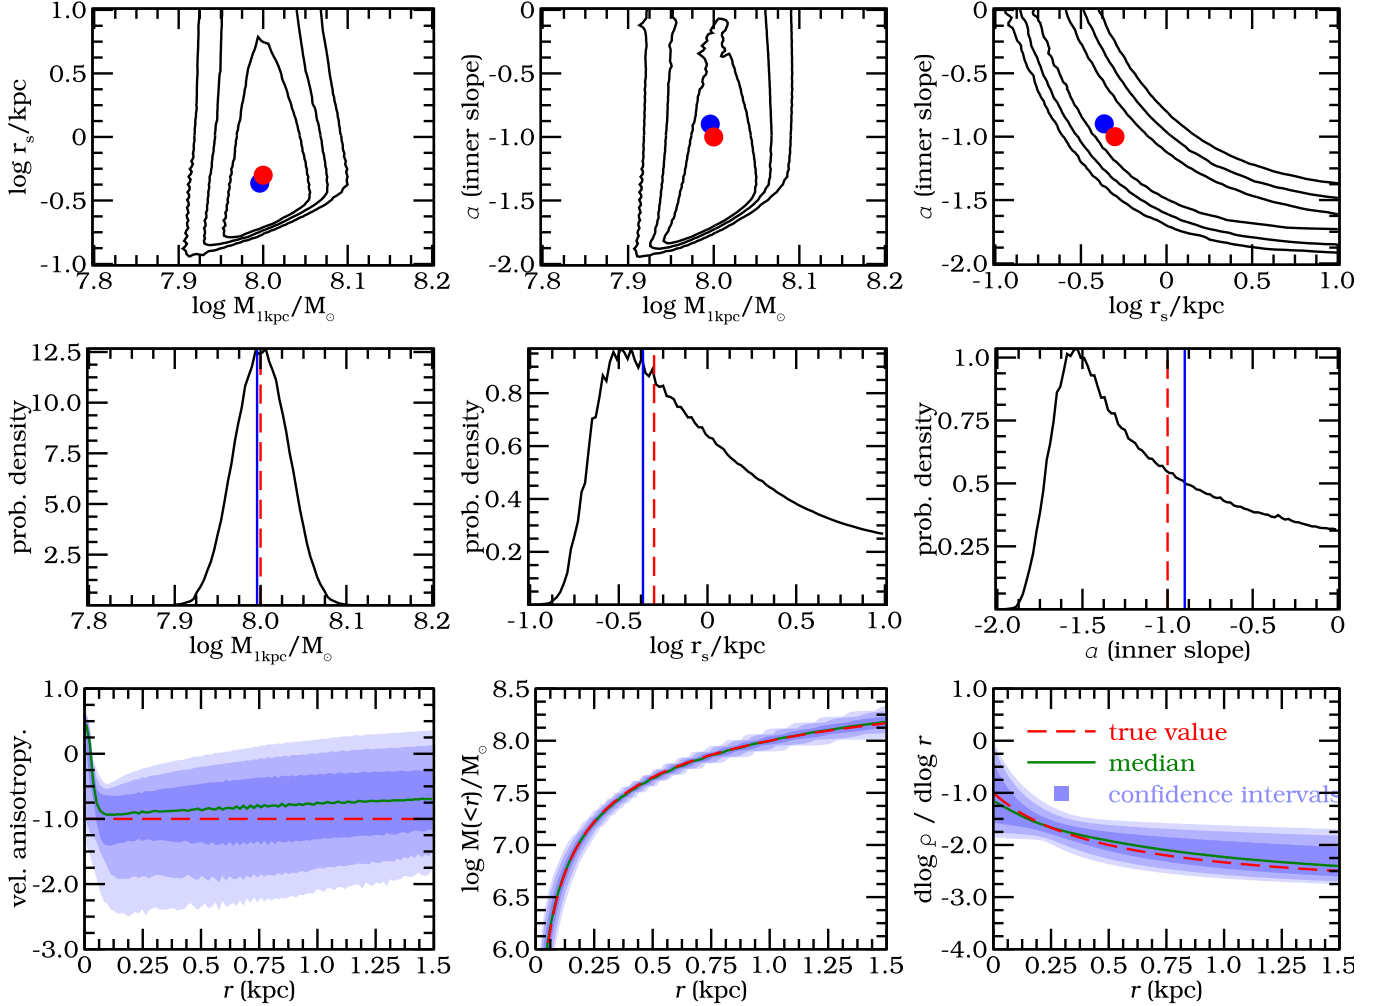 1.0
0.5
0
-0.5
-1.0
log r_s/kpc
7.8 7.9 8.0 8.1 8.2
log M_1kpc/M_⊙
0
-0.5
-1.0
-1.5
-2.0
α (inner slope)
7.8 7.9 8.0 8.1 8.2
log M_1kpc/M_⊙
0
-0.5
-1.0
-1.5
-2.0
α (inner slope)
-1.0 -0.5 0 0.5 1.0
log r_s/kpc
12.5
10.0
7.5
5.0
2.5
prob. density
7.8 7.9 8.0 8.1 8.2
log M_1kpc/M_⊙
0.8
0.6
0.4
0.2
prob. density
-1.0 -0.5 0 0.5 1.0
log r_s/kpc
1.0
0.75
0.5
0.25
prob. density
-2.0 -1.5 -1.0 -0.5 0
α (inner slope)
1.0
0
-1.0
-2.0
-3.0
vel. anisotropy.
0 0.25 0.5 0.75 1.0 1.25 1.5
r (kpc)
8.5
8.0
7.5
7.0
6.5
6.0
log M(<r)/M_⊙
0 0.25 0.5 0.75 1.0 1.25 1.5
r (kpc)
1.0
0
-1.0
-2.0
-3.0
-4.0
dlog ρ / dlog r
true value
median
confidence intervals
0 0.25 0.5 0.75 1.0 1.25 1.5
r (kpc)